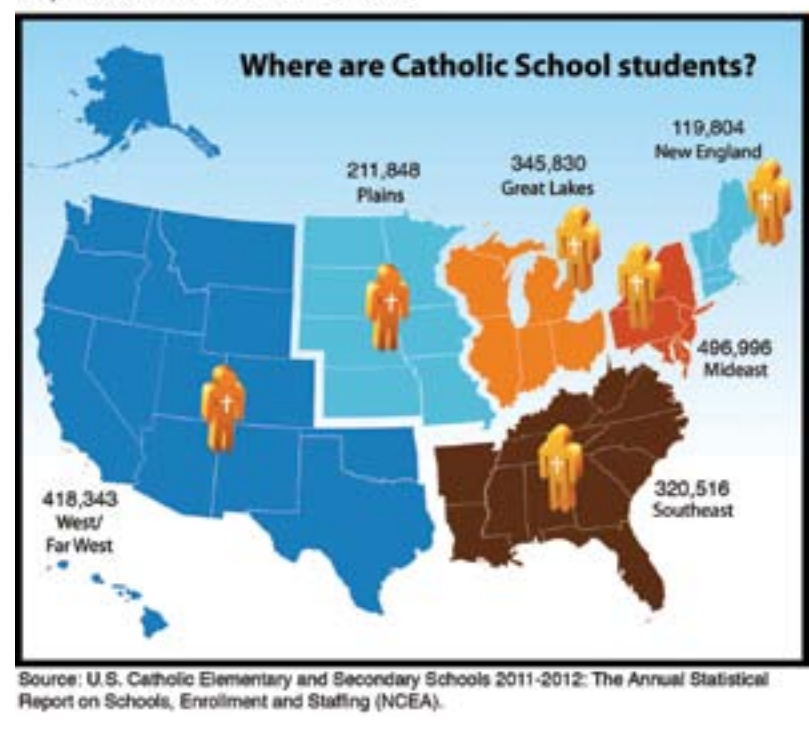 Where are Catholic School students?
119,804
New England
345,830
Great Lakes
211,848
Plains
496,996
Mideast
418,343
West/
Far West
320,516
Southeast
Source: U.S. Catholic Elementary and Secondary Schools 2011-2012: The Annual Statistical
Report on Schools, Enrollment and Staffing (NCEA).